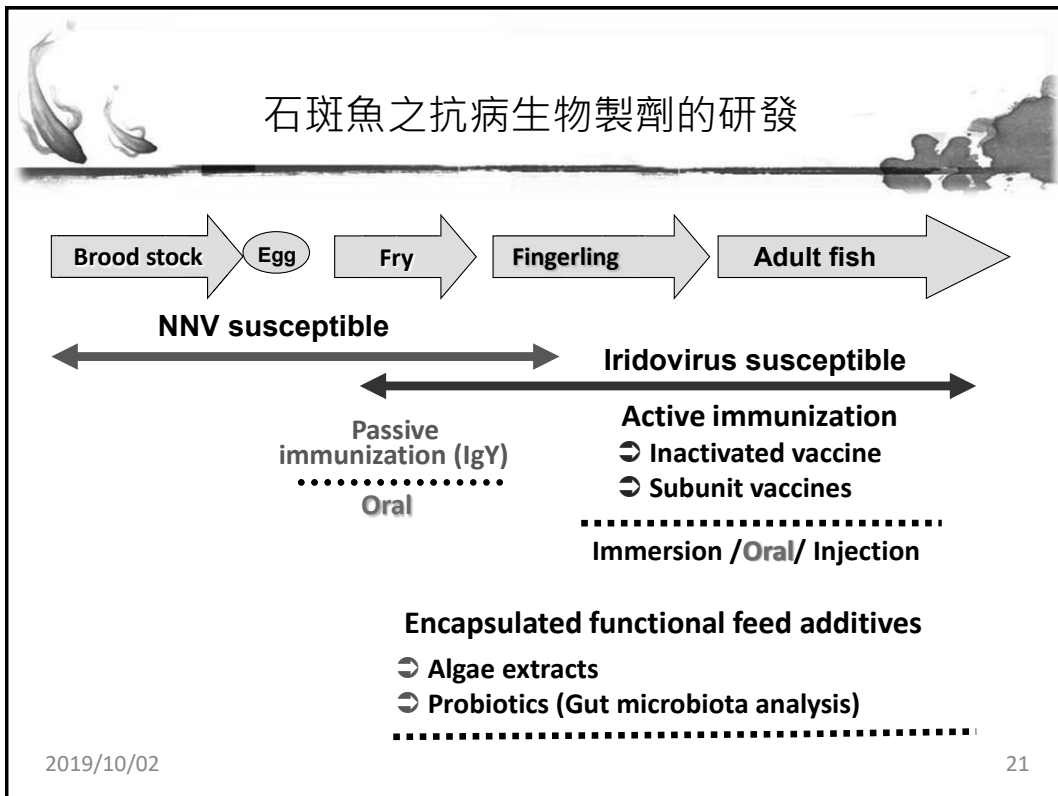 石斑魚之抗病生物製劑的研發
Brood stock Egg Fry Fingerling Adult fish
NNV susceptible
Iridovirus susceptible
Passive
immunization (IgY)
Oral
Active immunization
➲ Inactivated vaccine
➲ Subunit vaccines
Immersion /Oral/ Injection
Encapsulated functional feed additives
➲ Algae extracts
➲ Probiotics (Gut microbiota analysis)
2019/10/02 21